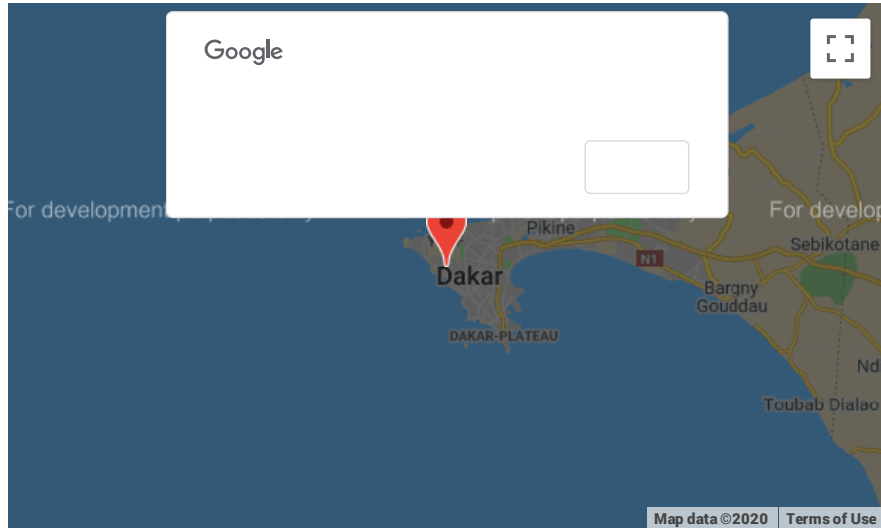 Google
For development
For develop
Pikine
Sebikotane
N1
Dakar
Bargny
Gouddau
DAKAR-PLATEAU
Nd
Toubab Dialao
Map data ©2020
Terms of Use